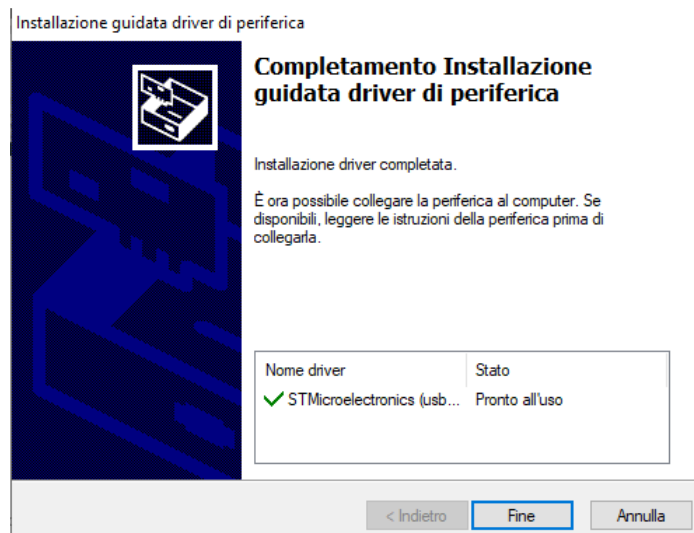 Installazione guidata driver di periferica
Completamento Installazione
guidata driver di periferica
Installazione driver completata.
È ora possibile collegare la periferica al computer. Se
disponibili, leggere le istruzioni della periferica prima di
collegarla.
Nome driver Stato
STMicroelectronics (usb... Pronto all'uso
< Indietro Fine Annulla